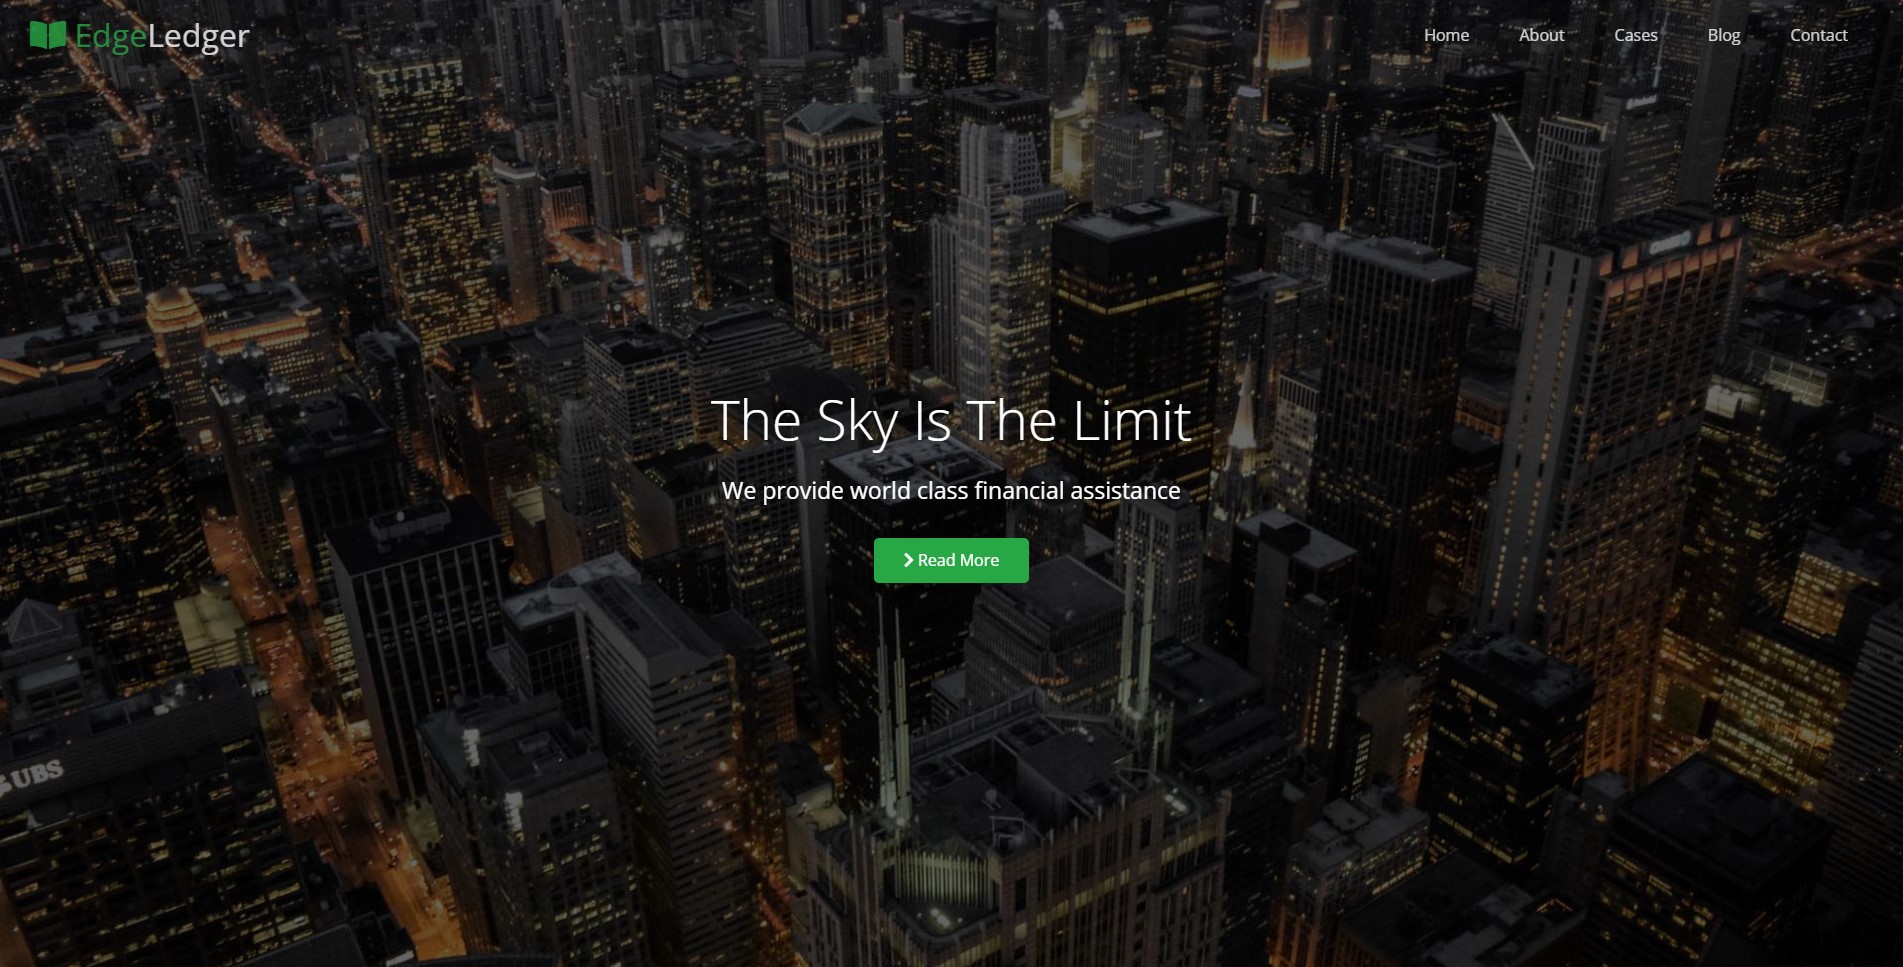 EdgeLedger
Home
About
Cases
Blog
Contact
The Sky Is The Limit
We provide world class financial assistance
Read More
UBS